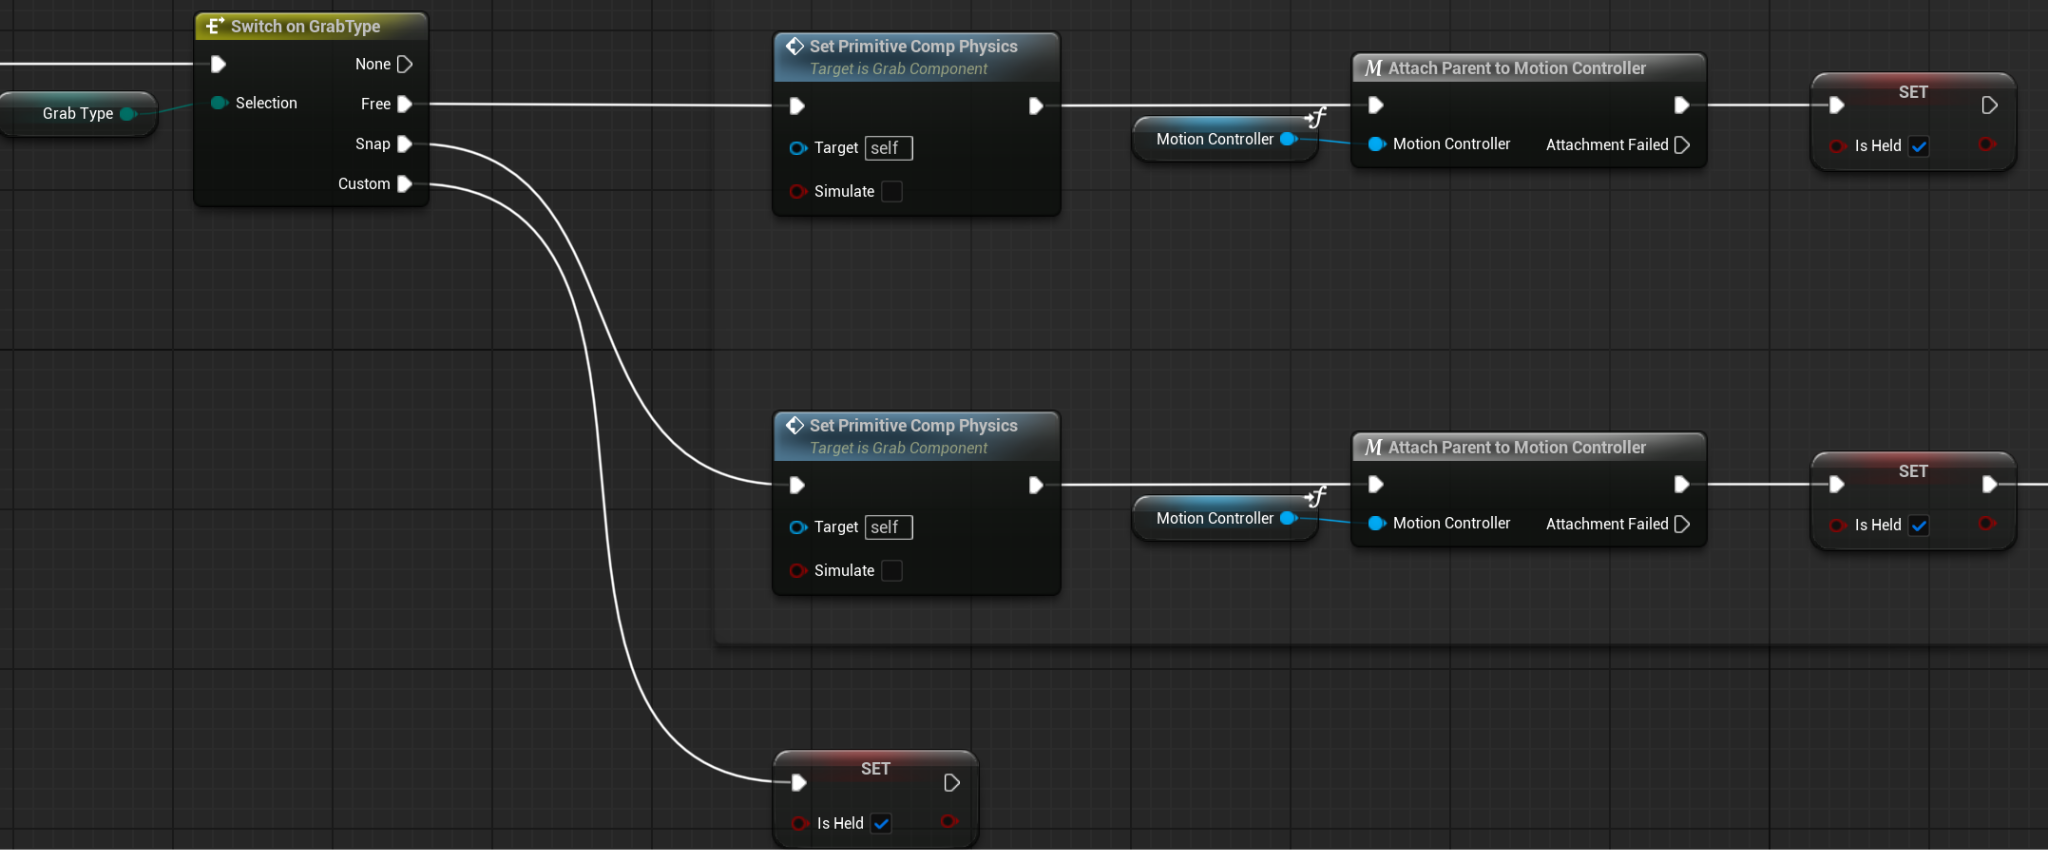 Switch on GrabType
None
Grab Type
Selection
Free
Snap
Custom
Set Primitive Comp Physics
Target is Grab Component
Target self
Simulate
Motion Controller
Attach Parent to Motion Controller
Motion Controller Attachment Failed
SET
Is Held
Set Primitive Comp Physics
Target is Grab Component
Target self
Simulate
Motion Controller
Attach Parent to Motion Controller
Motion Controller Attachment Failed
SET
Is Held
SET
Is Held